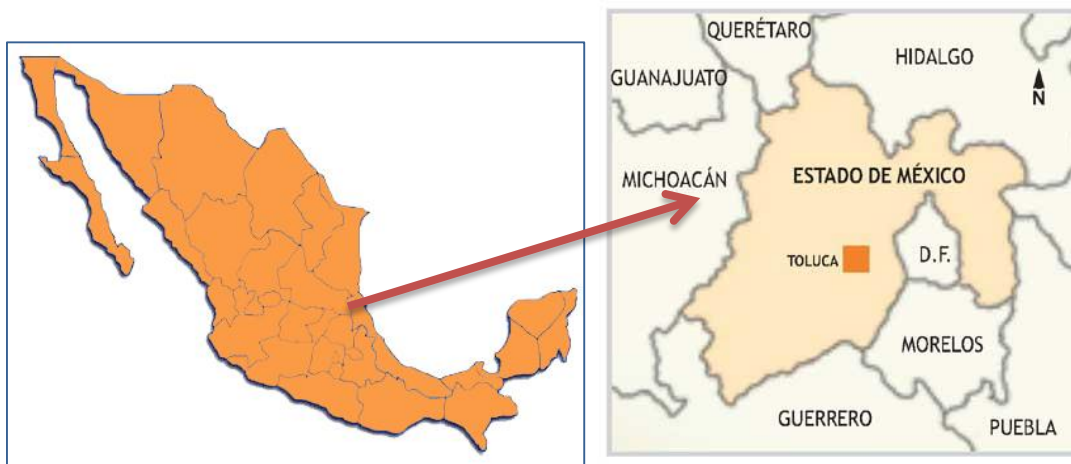 QUERÉTARO
HIDALGO
GUANAJUATO
N
MICHOACÁN
ESTADO DE MÉXICO
TOLUCA
D.F.
MORELOS
GUERRERO
PUEBLA